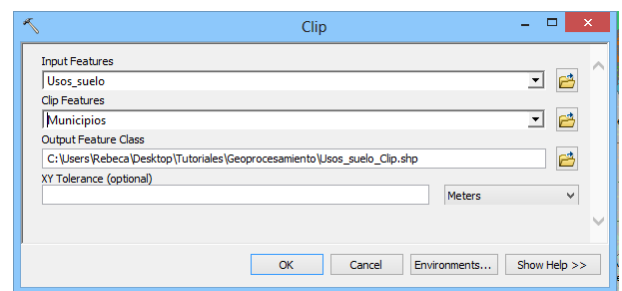 Clip
Input Features
Usos_suelo
Clip Features
Municipios
Output Feature Class
C:\Users\Rebeca\Desktop\Tutoriales\Geoprocesamiento\Usos_suelo_Clip.shp
XY Tolerance (optional)
Meters
OK Cancel Environments... Show Help >>